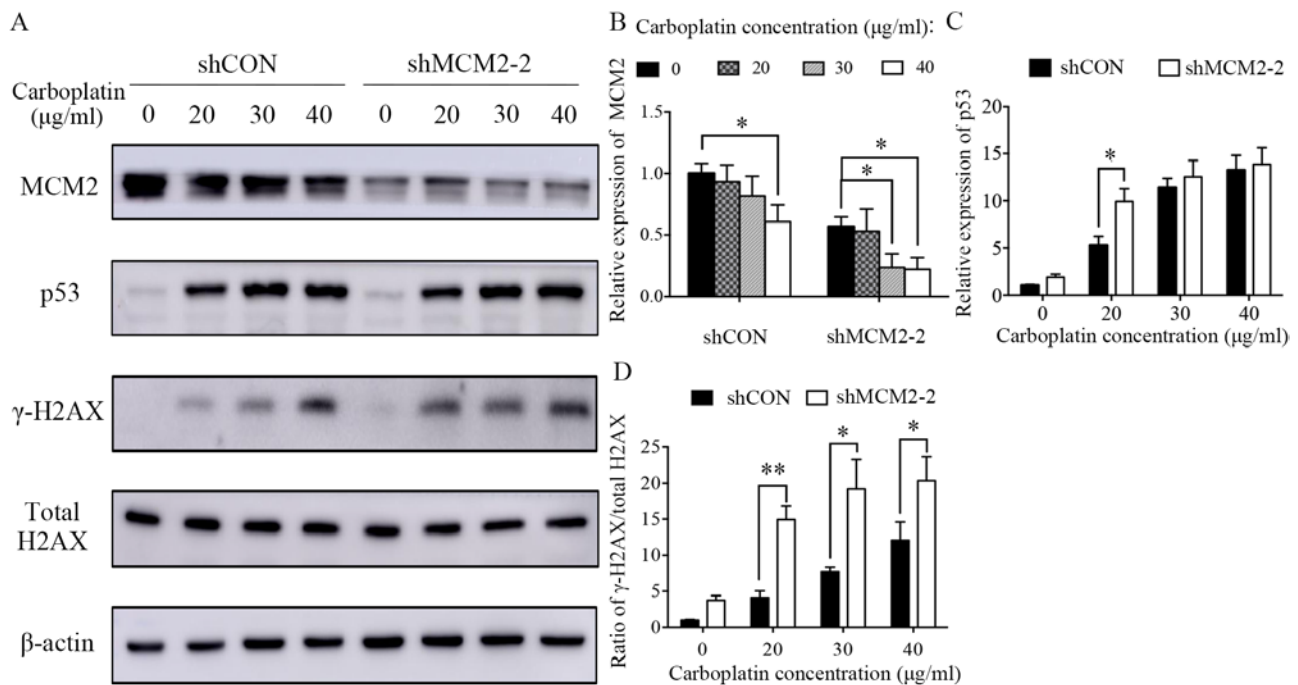 A
shCON shMCM2-2
Carboplatin
(μg/ml)
0 20 30 40 0 20 30 40
MCM2
p53
γ-H2AX
Total
H2AX
β-actin
B Carboplatin concentration (μg/ml):
0 20 30 40
Relative expression of MCM2
1.5
1.0
0.5
0.0
*
*
*
shCON shMCM2-2
C
shCON shMCM2-2
Relative expression of p53
20
15
10
5
0
*
0 20 30 40
Carboplatin concentration (μg/ml)
D
shCON shMCM2-2
Ratio of γ-H2AX/total H2AX
25
20
15
10
5
0
** * *
0 20 30 40
Carboplatin concentration (μg/ml)